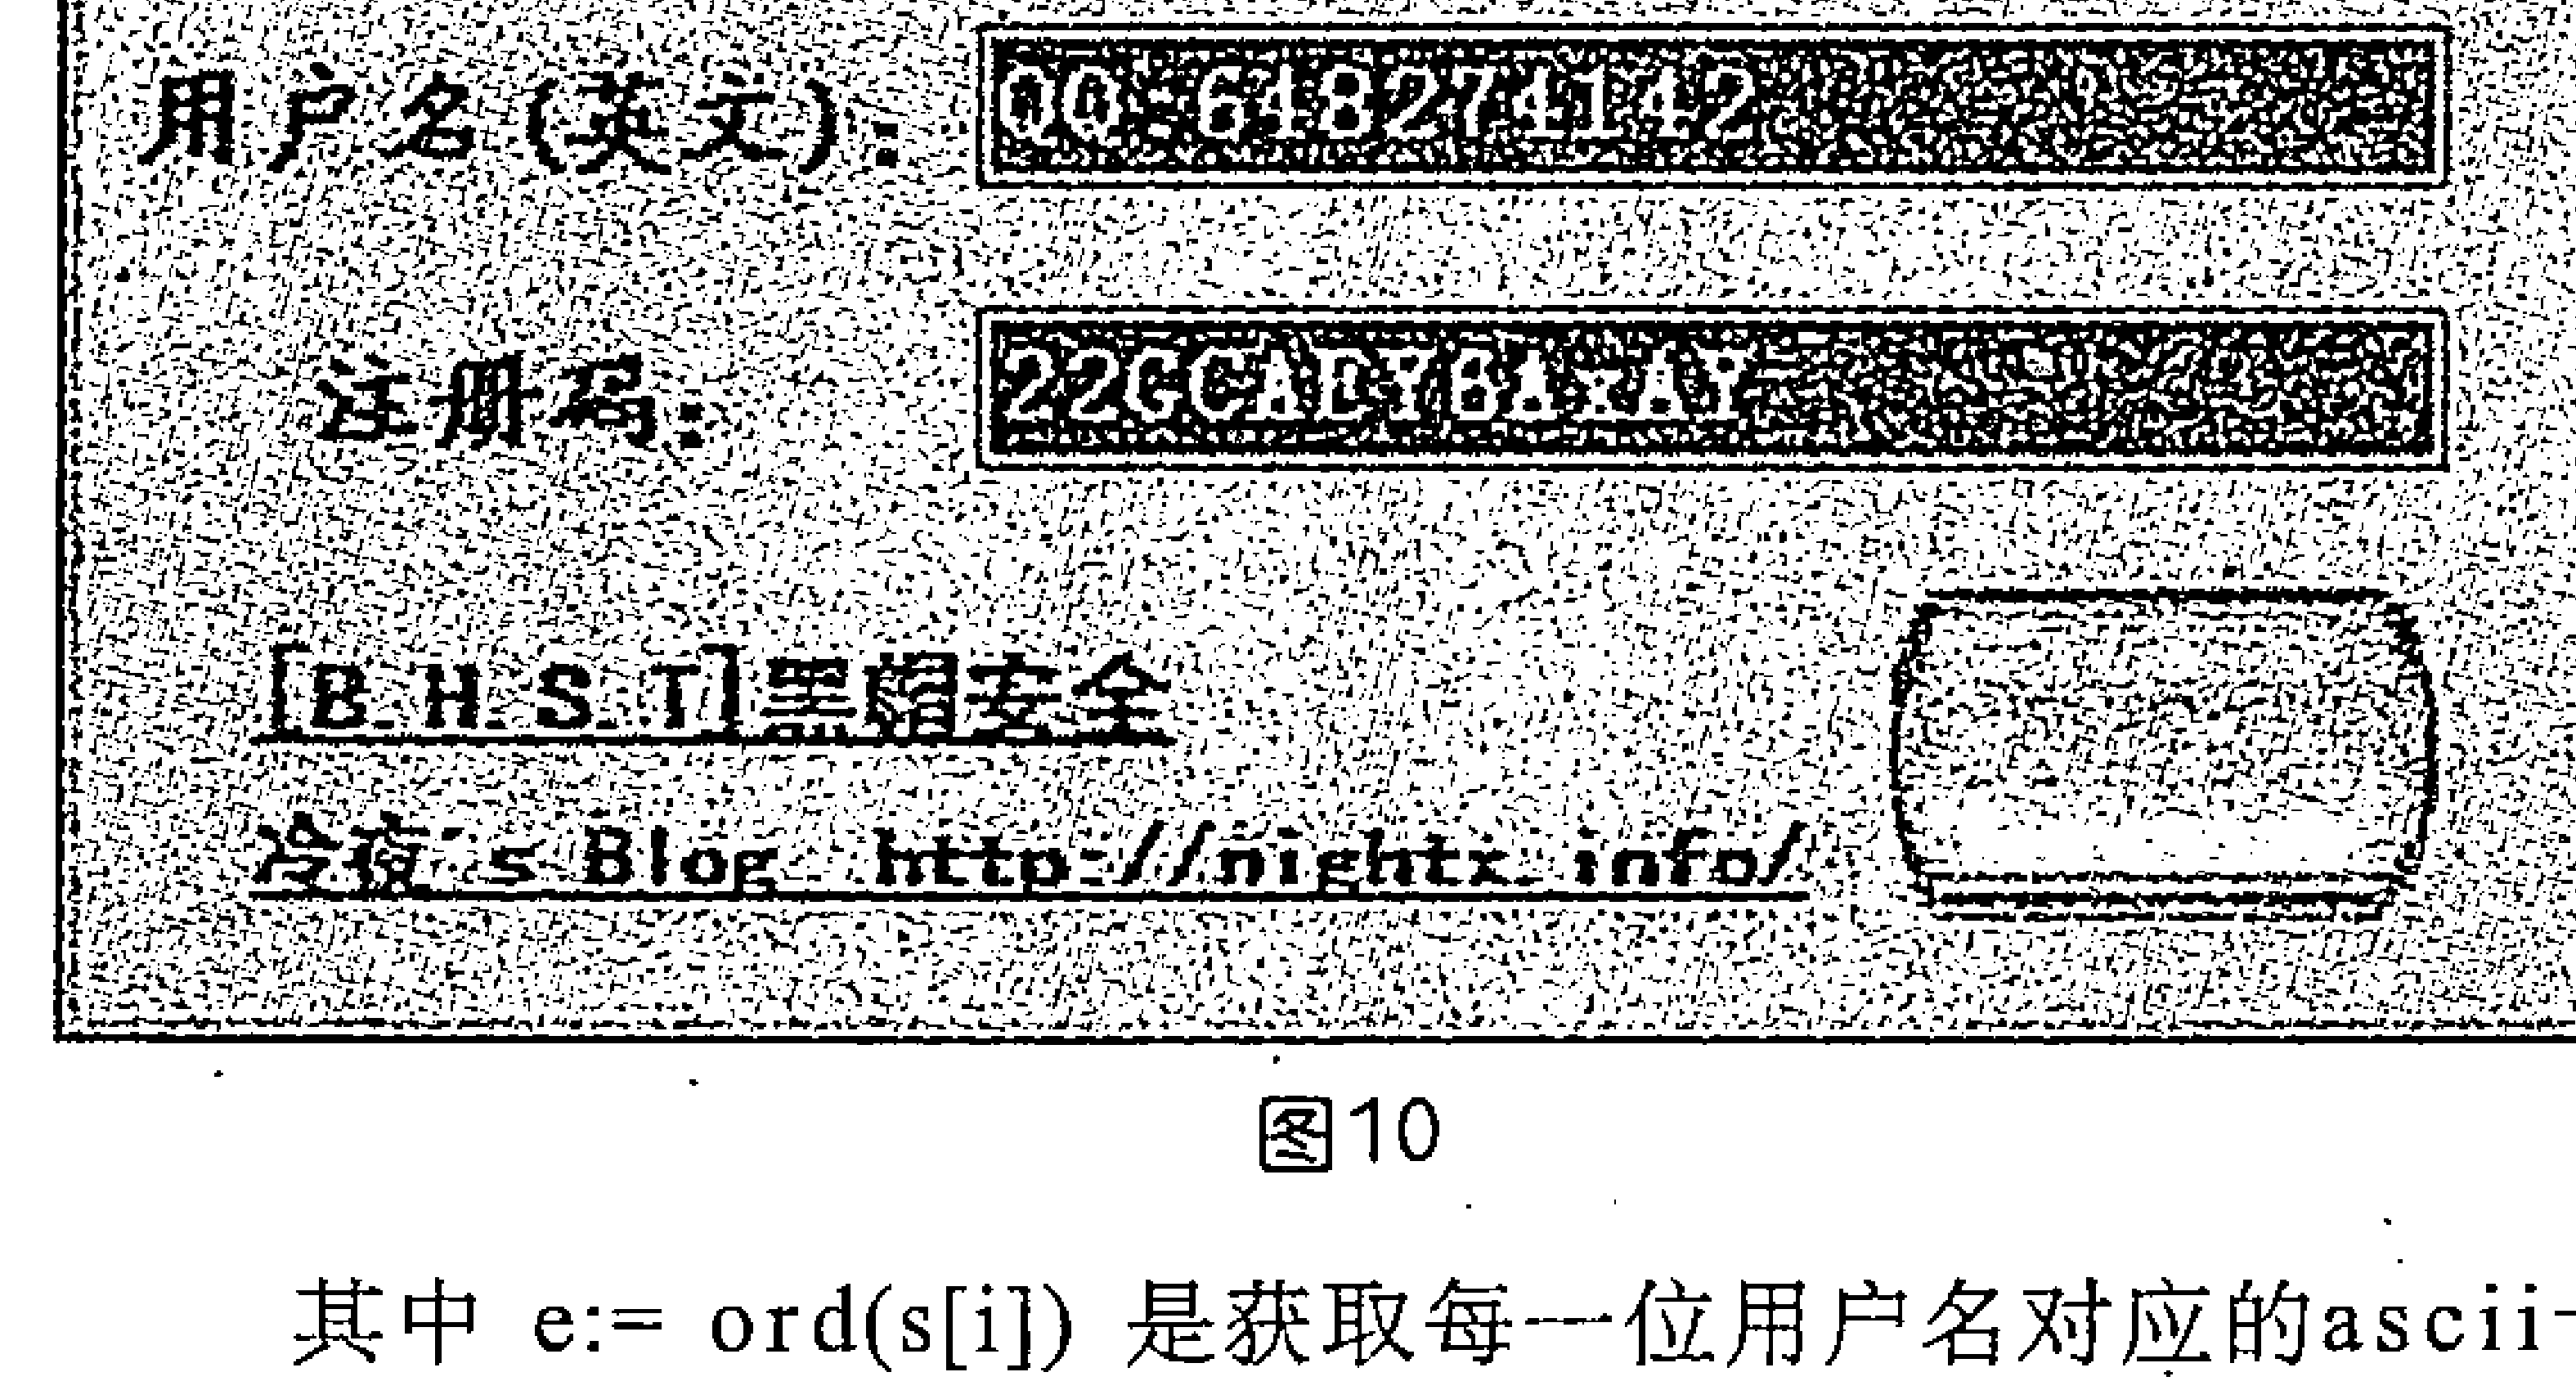 用户名(英文): QQ:648274142
注册码: 22GCAEYDAXAY
[B.H.S.T]黑帽安全
冷夜's Blog http://nightx.info/
图10
其中 e:= ord(s[i]) 是获取每一位用户名对应的ascii